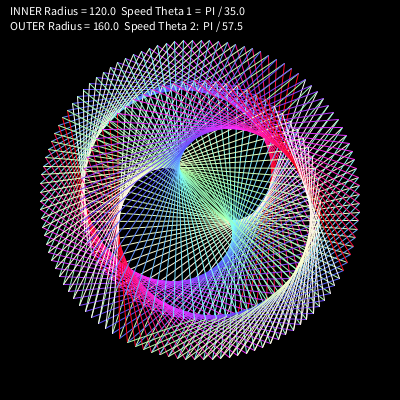 INNER Radius = 120.0  Speed Theta 1 =  PI / 35.0
OUTER Radius = 160.0  Speed Theta 2:  PI / 57.5